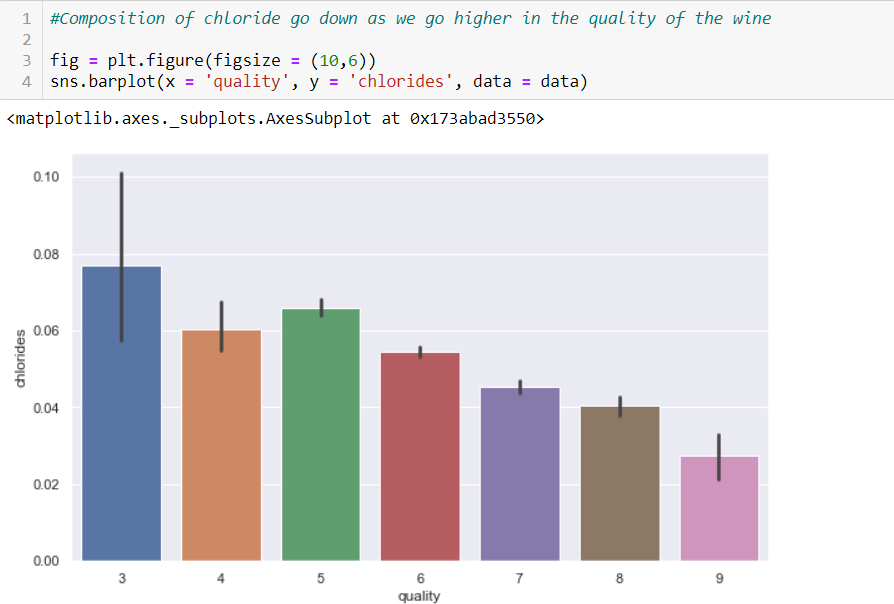 1 #Composition of chloride go down as we go higher in the quality of the wine
2
3 fig = plt.figure(figsize = (10,6))
4 sns.barplot(x = 'quality', y = 'chlorides', data = data)
<matplotlib.axes._subplots.AxesSubplot at 0x173abad3550>
0.10
0.08
0.06
0.04
0.02
0.00
chlorides
3 4 5 6 7 8 9
quality